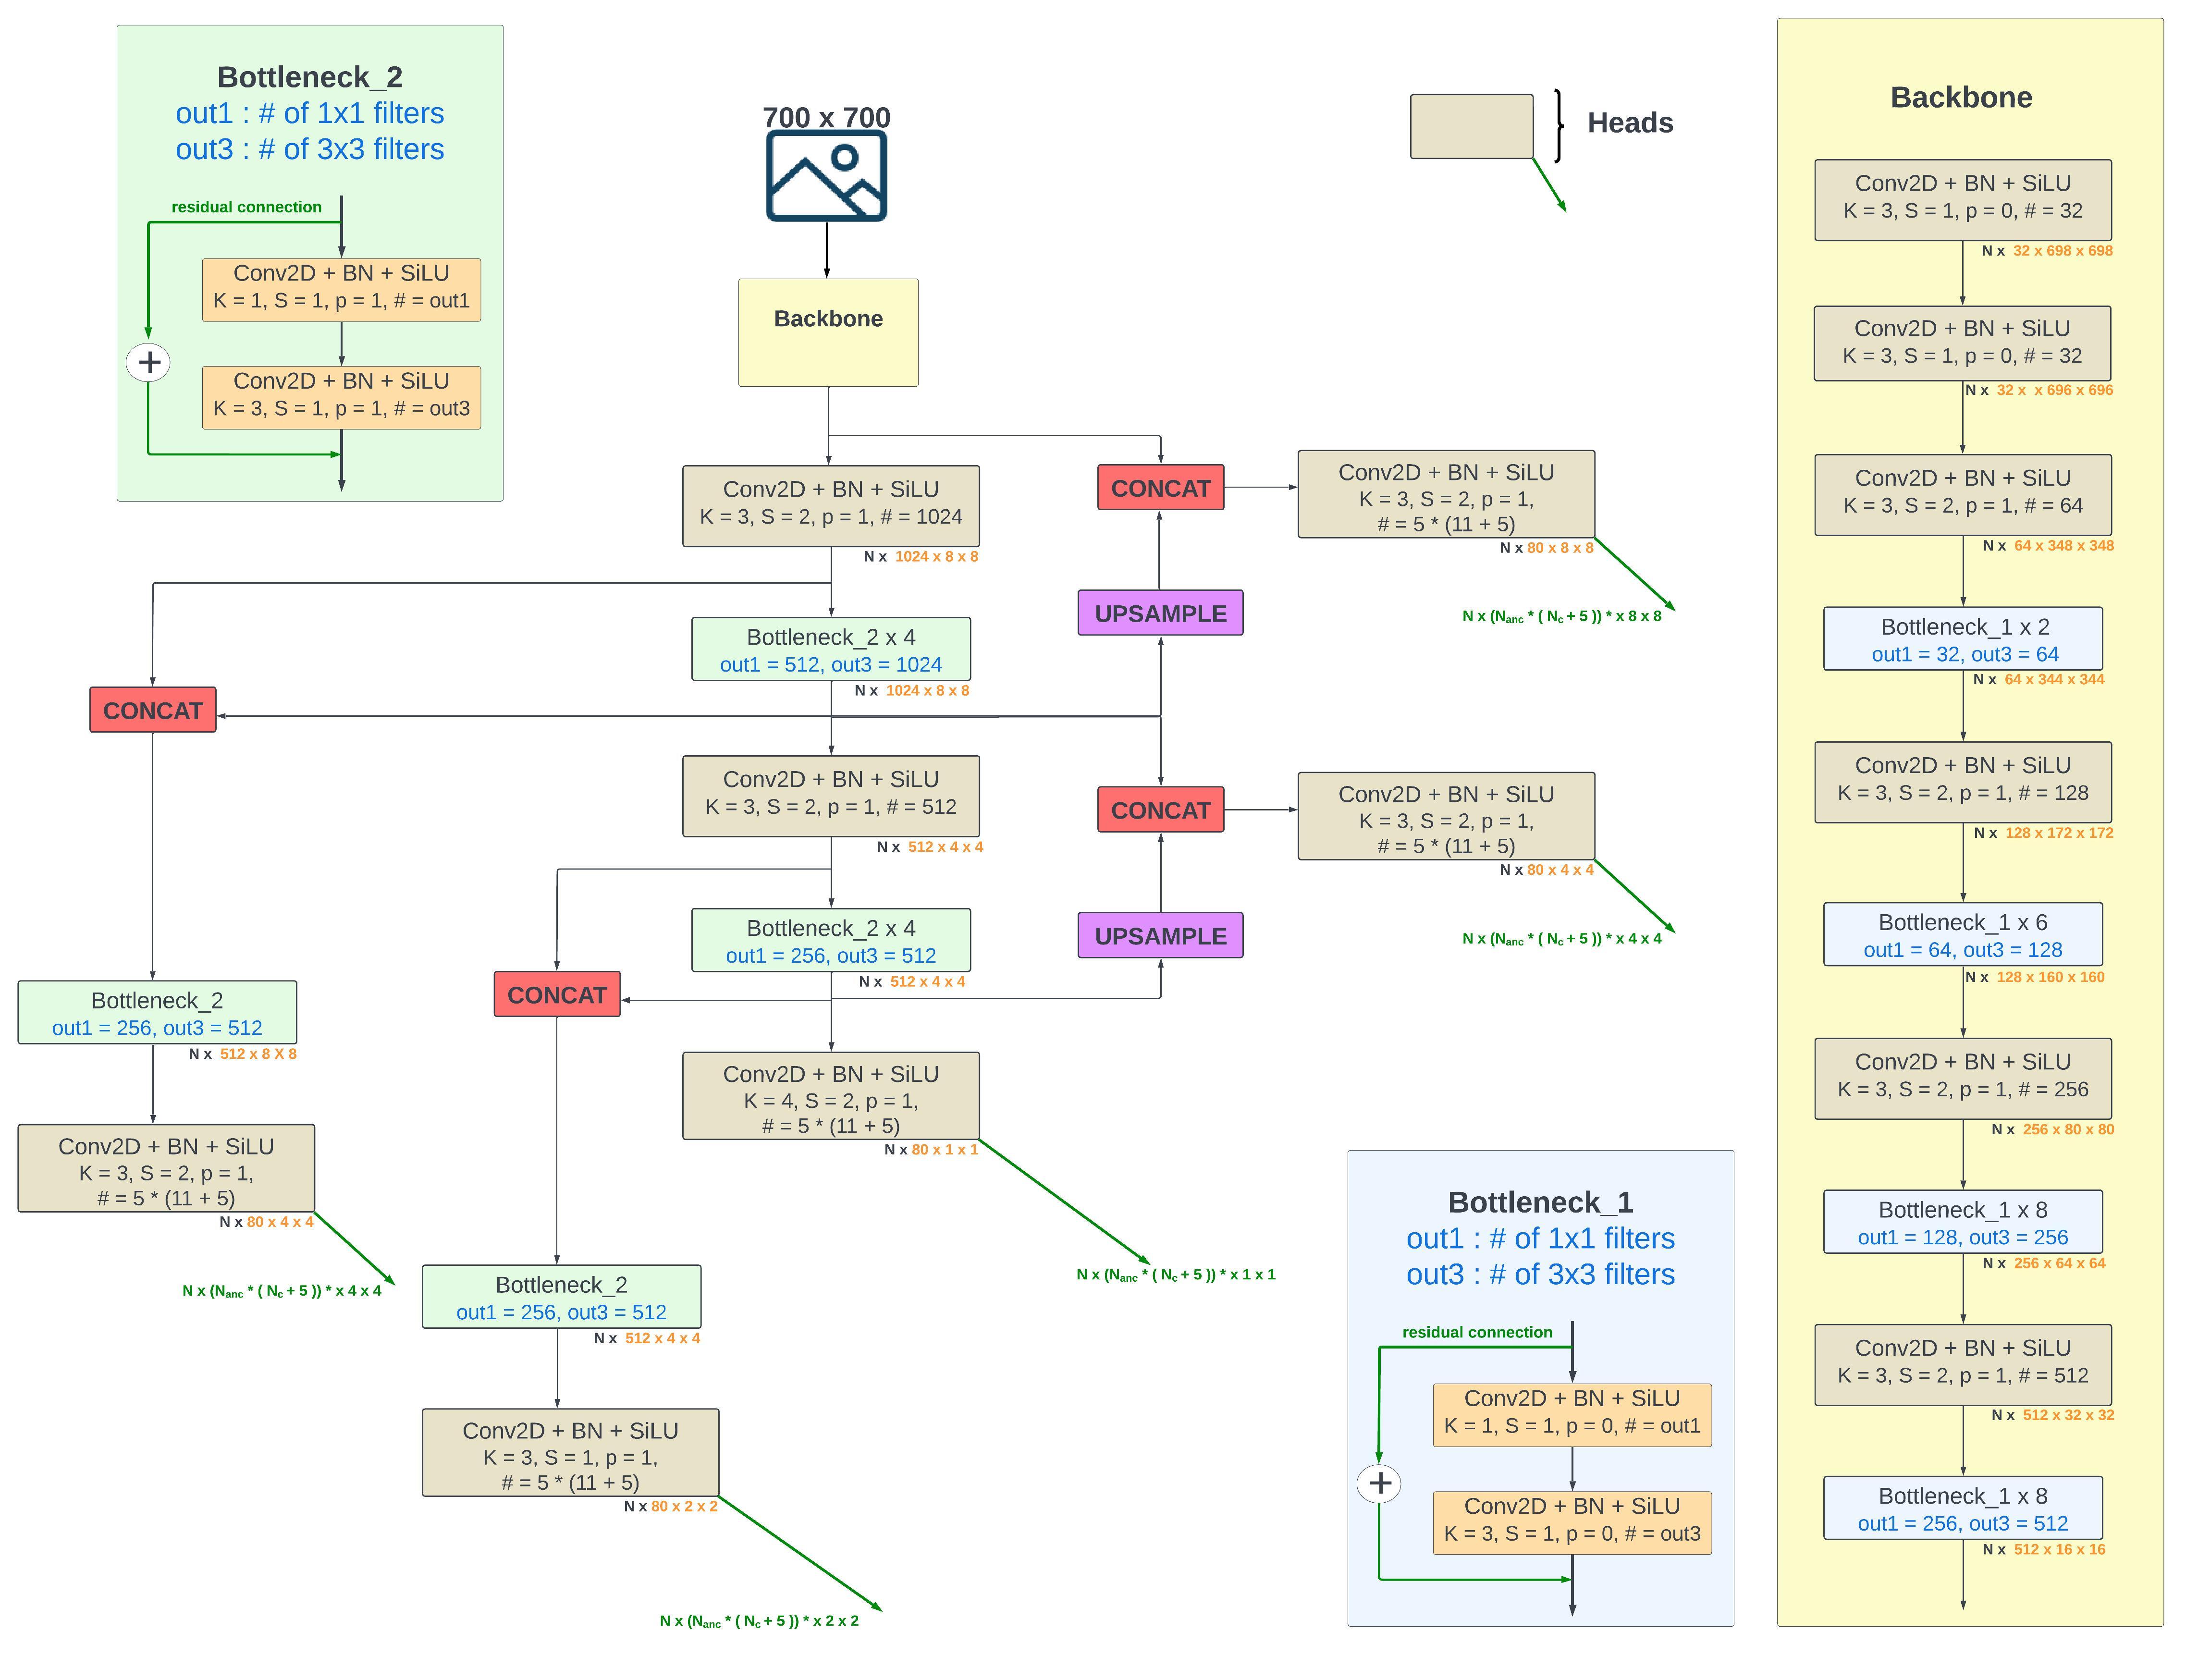 Bottleneck_2
out1 : # of 1x1 filters
out3 : # of 3x3 filters
residual connection
Conv2D + BN + SiLU
K = 1, S = 1, p = 1, # = out1
+
Conv2D + BN + SiLU
K = 3, S = 1, p = 1, # = out3
700 x 700
Backbone
Heads
Conv2D + BN + SiLU
K = 3, S = 2, p = 1, # = 1024
N x 1024 x 8 x 8
CONCAT
Conv2D + BN + SiLU
K = 3, S = 2, p = 1,
# = 5 * (11 + 5)
N x 80 x 8 x 8
N x (Nanc * ( Nc + 5 )) * x 8 x 8
UPSAMPLE
Bottleneck_2 x 4
out1 = 512, out3 = 1024
N x 1024 x 8 x 8
CONCAT
Conv2D + BN + SiLU
K = 3, S = 2, p = 1, # = 512
N x 512 x 4 x 4
CONCAT
Conv2D + BN + SiLU
K = 3, S = 2, p = 1,
# = 5 * (11 + 5)
N x 80 x 4 x 4
N x (Nanc * ( Nc + 5 )) * x 4 x 4
UPSAMPLE
Bottleneck_2 x 4
out1 = 256, out3 = 512
N x 512 x 4 x 4
CONCAT
Bottleneck_2
out1 = 256, out3 = 512
N x 512 x 8 X 8
Conv2D + BN + SiLU
K = 4, S = 2, p = 1,
# = 5 * (11 + 5)
N x 80 x 1 x 1
N x (Nanc * ( Nc + 5 )) * x 1 x 1
Conv2D + BN + SiLU
K = 3, S = 2, p = 1,
# = 5 * (11 + 5)
N x 80 x 4 x 4
N x (Nanc * ( Nc + 5 )) * x 4 x 4
Bottleneck_2
out1 = 256, out3 = 512
N x 512 x 4 x 4
Conv2D + BN + SiLU
K = 3, S = 1, p = 1,
# = 5 * (11 + 5)
N x 80 x 2 x 2
N x (Nanc * ( Nc + 5 )) * x 2 x 2
Bottleneck_1
out1 : # of 1x1 filters
out3 : # of 3x3 filters
residual connection
Conv2D + BN + SiLU
K = 1, S = 1, p = 0, # = out1
+
Conv2D + BN + SiLU
K = 3, S = 1, p = 0, # = out3
Backbone
Conv2D + BN + SiLU
K = 3, S = 1, p = 0, # = 32
N x 32 x 698 x 698
Conv2D + BN + SiLU
K = 3, S = 1, p = 0, # = 32
N x 32 x x 696 x 696
Conv2D + BN + SiLU
K = 3, S = 2, p = 1, # = 64
N x 64 x 348 x 348
Bottleneck_1 x 2
out1 = 32, out3 = 64
N x 64 x 344 x 344
Conv2D + BN + SiLU
K = 3, S = 2, p = 1, # = 128
N x 128 x 172 x 172
Bottleneck_1 x 6
out1 = 64, out3 = 128
N x 128 x 160 x 160
Conv2D + BN + SiLU
K = 3, S = 2, p = 1, # = 256
N x 256 x 80 x 80
Bottleneck_1 x 8
out1 = 128, out3 = 256
N x 256 x 64 x 64
Conv2D + BN + SiLU
K = 3, S = 2, p = 1, # = 512
N x 512 x 32 x 32
Bottleneck_1 x 8
out1 = 256, out3 = 512
N x 512 x 16 x 16